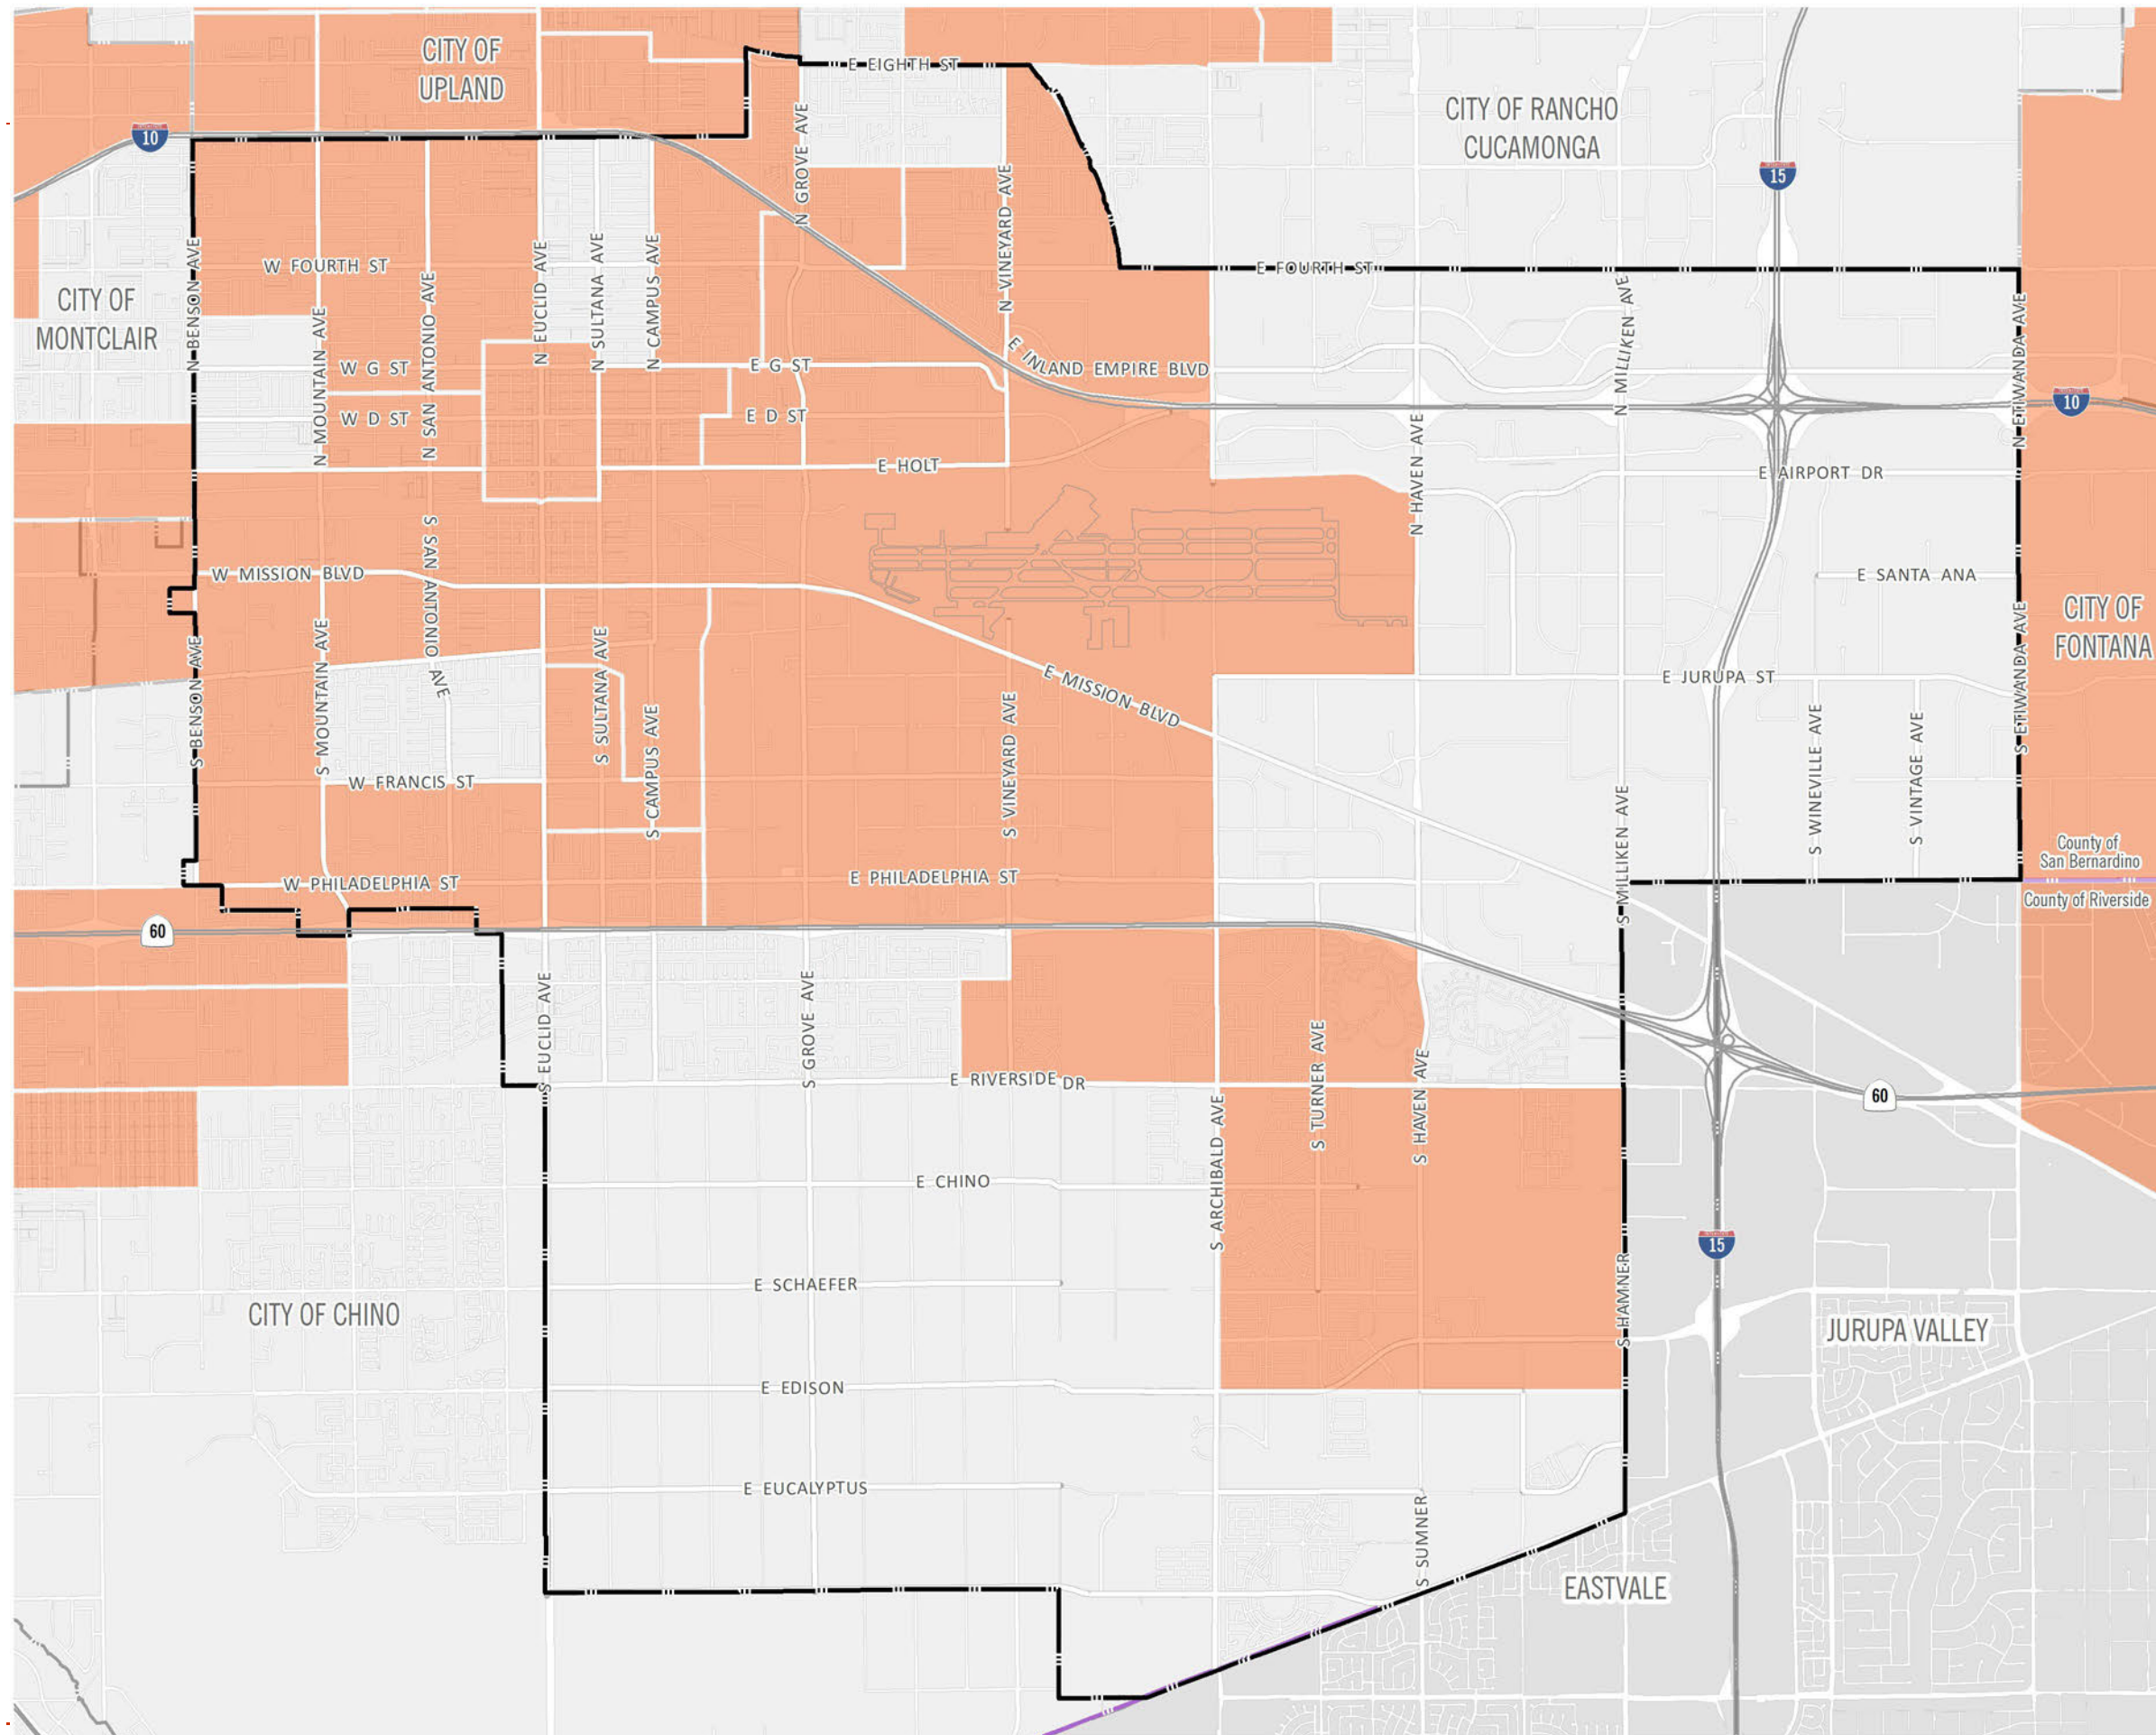 CITY OF
UPLAND
E EIGHTH ST
CITY OF RANCHO
CUCAMONGA
10
15
N GROVE AVE
N VINEYARD AVE
N BENSON AVE
W FOURTH ST
E FOURTH ST
CITY OF
MONTCLAIR
N MOUNTAIN AVE
N SAN ANTONIO AVE
N EUCLID AVE
N SULTANA AVE
N CAMPUS AVE
N MILLIKEN AVE
N ETIWANDA AVE
W G ST
E G ST
E INLAND EMPIRE BLVD
10
W D ST
E D ST
N HAVEN AVE
E HOLT
E AIRPORT DR
W MISSION BLVD
S SAN ANTONIO AVE
E SANTA ANA
CITY OF
FONTANA
S BENSON AVE
S MOUNTAIN AVE
S SULTANA AVE
E MISSION BLVD
E JURUPA ST
S ETIWANDA AVE
S CAMPUS AVE
S VINEYARD AVE
S MILLIKEN AVE
S WINEVILLE AVE
S VINTAGE AVE
W FRANCIS ST
County of
San Bernardino
W PHILADELPHIA ST
E PHILADELPHIA ST
County of Riverside
60
S EUCLID AVE
S GROVE AVE
S TURNER AVE
S HAVEN AVE
E RIVERSIDE DR
60
S ARCHIBALD AVE
E CHINO
15
E SCHAEFER
S HAMNER
CITY OF CHINO
JURUPA VALLEY
E EDISON
E EUCALYPTUS
S SUMNER
EASTVALE